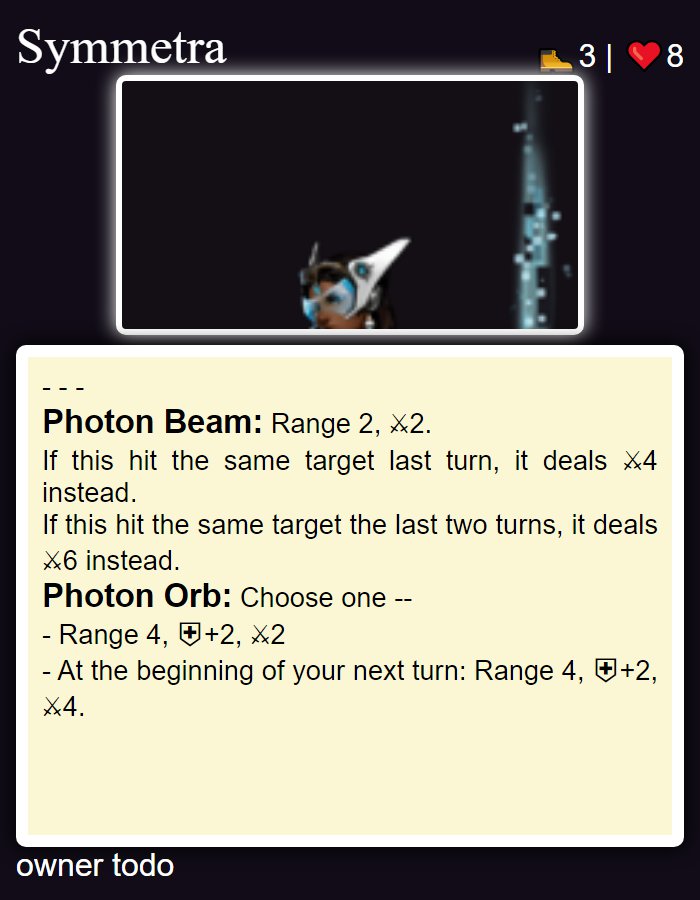 Symmetra
🥾3 | ❤️8
- - -
Photon Beam: Range 2, ⚔2.
If this hit the same target last turn, it deals ⚔4
instead.
If this hit the same target the last two turns, it deals
⚔6 instead.
Photon Orb: Choose one --
- Range 4, ⛨+2, ⚔2
- At the beginning of your next turn: Range 4, ⛨+2,
⚔4.
owner todo